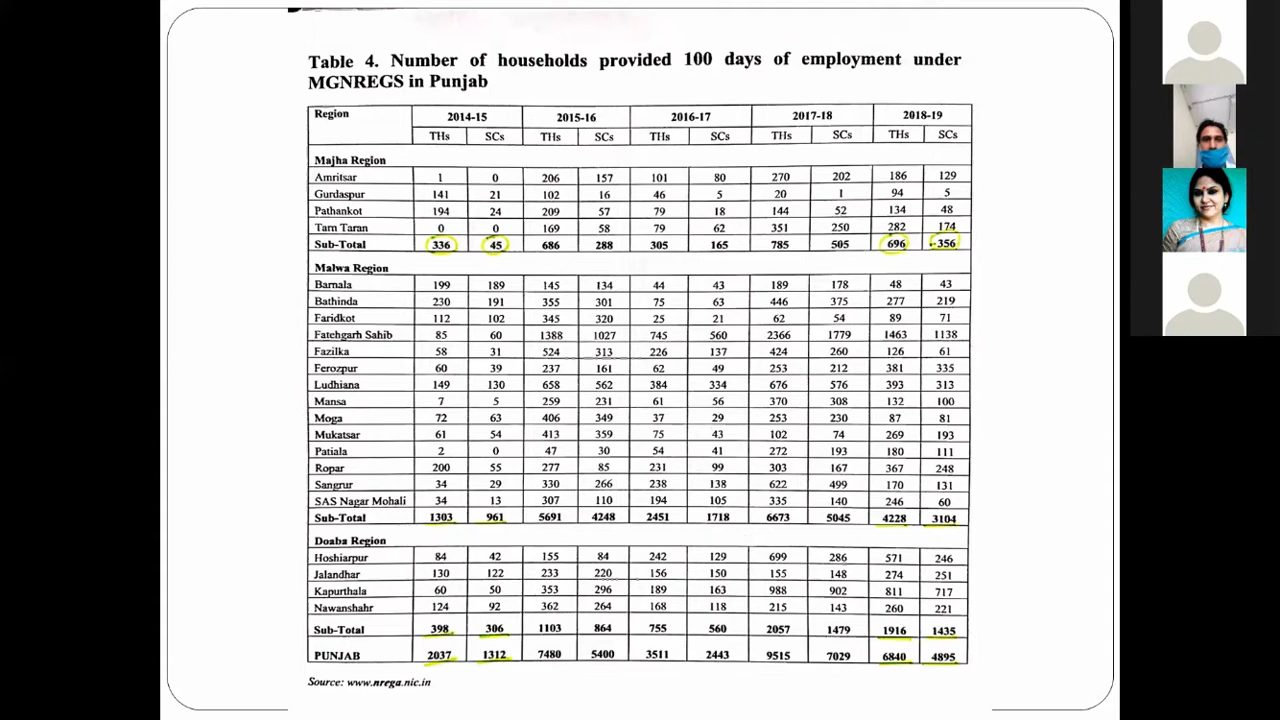 Table 4. Number of households provided 100 days of employment under
MGNREGS in Punjab
Region 2014-15 2015-16 2016-17 2017-18 2018-19
THs SCs THs SCs THs SCs THs SCs THs SCs
Majha Region
Amritsar 1 0 206 157 101 80 270 202 186 129
Gurdaspur 141 21 102 16 46 5 20 1 94 5
Pathankot 194 24 209 57 79 18 144 52 134 48
Tarn Taran 0 0 169 58 79 62 351 250 282 174
Sub-Total 336 45 686 288 305 165 785 505 696 356
Malwa Region
Barnala 199 189 145 134 44 43 189 178 48 43
Bathinda 230 191 355 301 75 63 446 375 277 219
Faridkot 112 102 345 320 25 21 62 54 89 71
Fatehgarh Sahib 85 60 1388 1027 745 560 2366 1779 1463 1138
Fazilka 58 31 524 313 226 137 424 260 126 61
Ferozpur 60 39 237 161 62 49 253 212 381 335
Ludhiana 149 130 658 562 384 334 676 576 393 313
Mansa 7 5 259 231 61 56 370 308 132 100
Moga 72 63 406 349 37 29 253 230 87 81
Mukatsar 61 54 413 359 75 43 102 74 269 193
Patiala 2 0 47 30 54 41 272 193 180 111
Ropar 200 55 277 85 231 99 303 167 367 248
Sangrur 34 29 330 266 238 138 622 499 170 131
SAS Nagar Mohali 34 13 307 110 194 105 335 140 246 60
Sub-Total 1303 961 5691 4248 2451 1718 6673 5045 4228 3104
Doaba Region
Hoshiarpur 84 42 155 84 242 129 699 286 571 246
Jalandhar 130 122 233 220 156 150 155 148 274 251
Kapurthala 60 50 353 296 189 163 988 902 811 717
Nawanshahr 124 92 362 264 168 118 215 143 260 221
Sub-Total 398 306 1103 864 755 560 2057 1479 1916 1435
PUNJAB 2037 1312 7480 5400 3511 2443 9515 7029 6840 4895
Source: www.nrega.nic.in